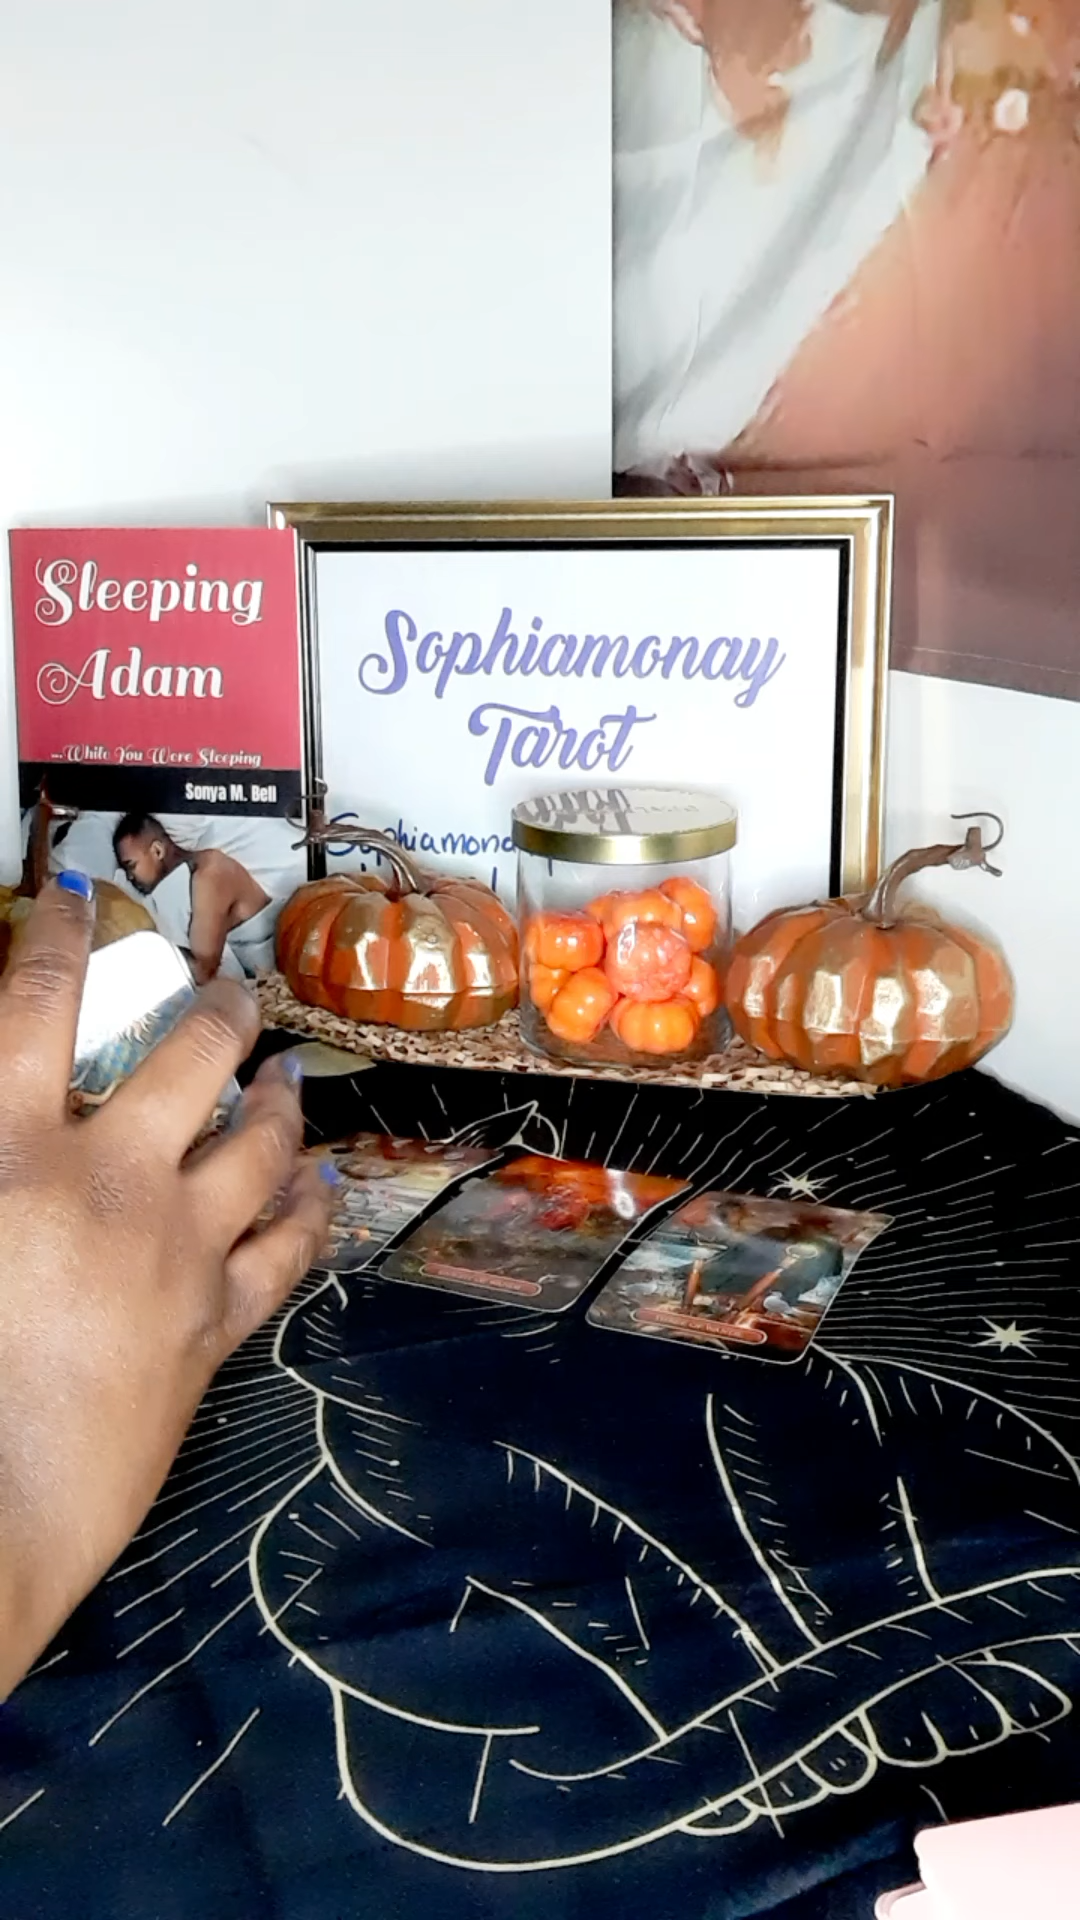 Sleeping
Adam
...While You Were Sleeping
Sonya M. Bell
Sophiamonay
Tarot